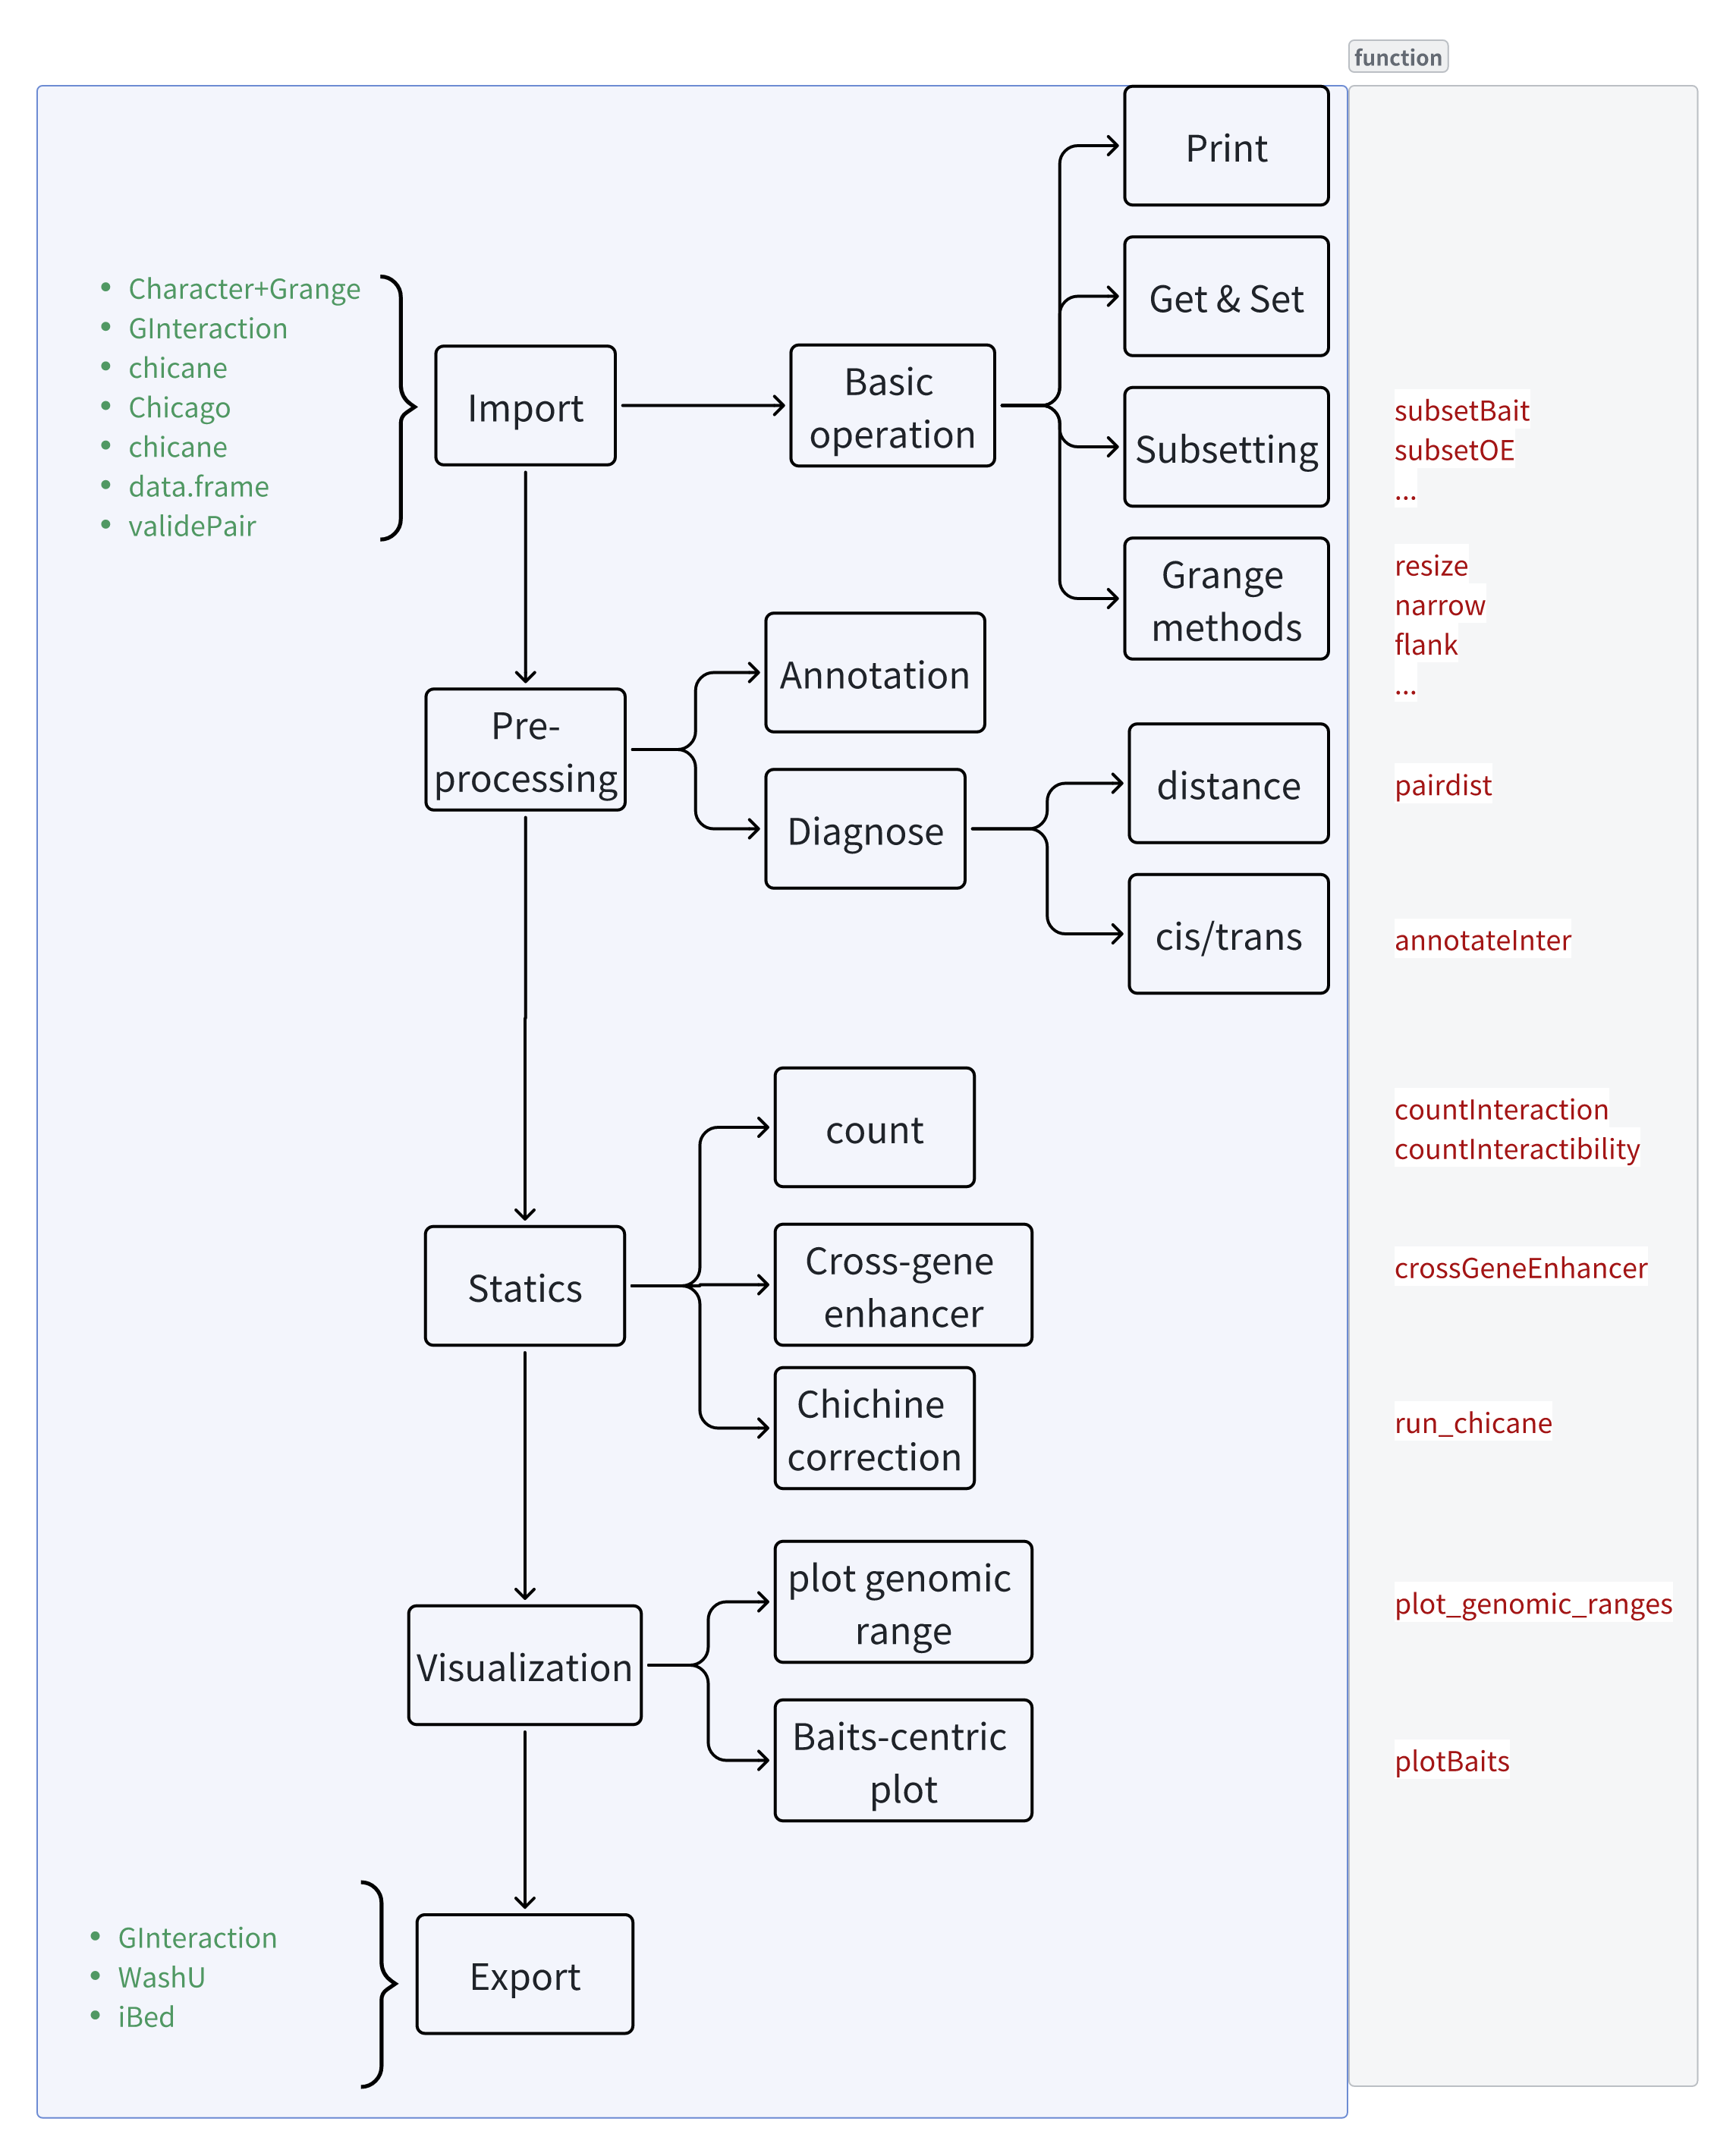 function
Print
Get & Set
• Character+Grange
• GInteraction
• chicane
• Chicago
• chicane
• data.frame
• validePair
Import
Basic
operation
Subsetting
subsetBait
subsetOE
...
Grange
methods
resize
narrow
flank
...
Pre-
processing
Annotation
Diagnose
distance
pairdist
cis/trans
annotateInter
count
countInteraction
countInteractibility
Statics
Cross-gene
enhancer
crossGeneEnhancer
Chichine
correction
run_chicane
Visualization
plot genomic
range
plot_genomic_ranges
Baits-centric
plot
plotBaits
• GInteraction
• WashU
• iBed
Export